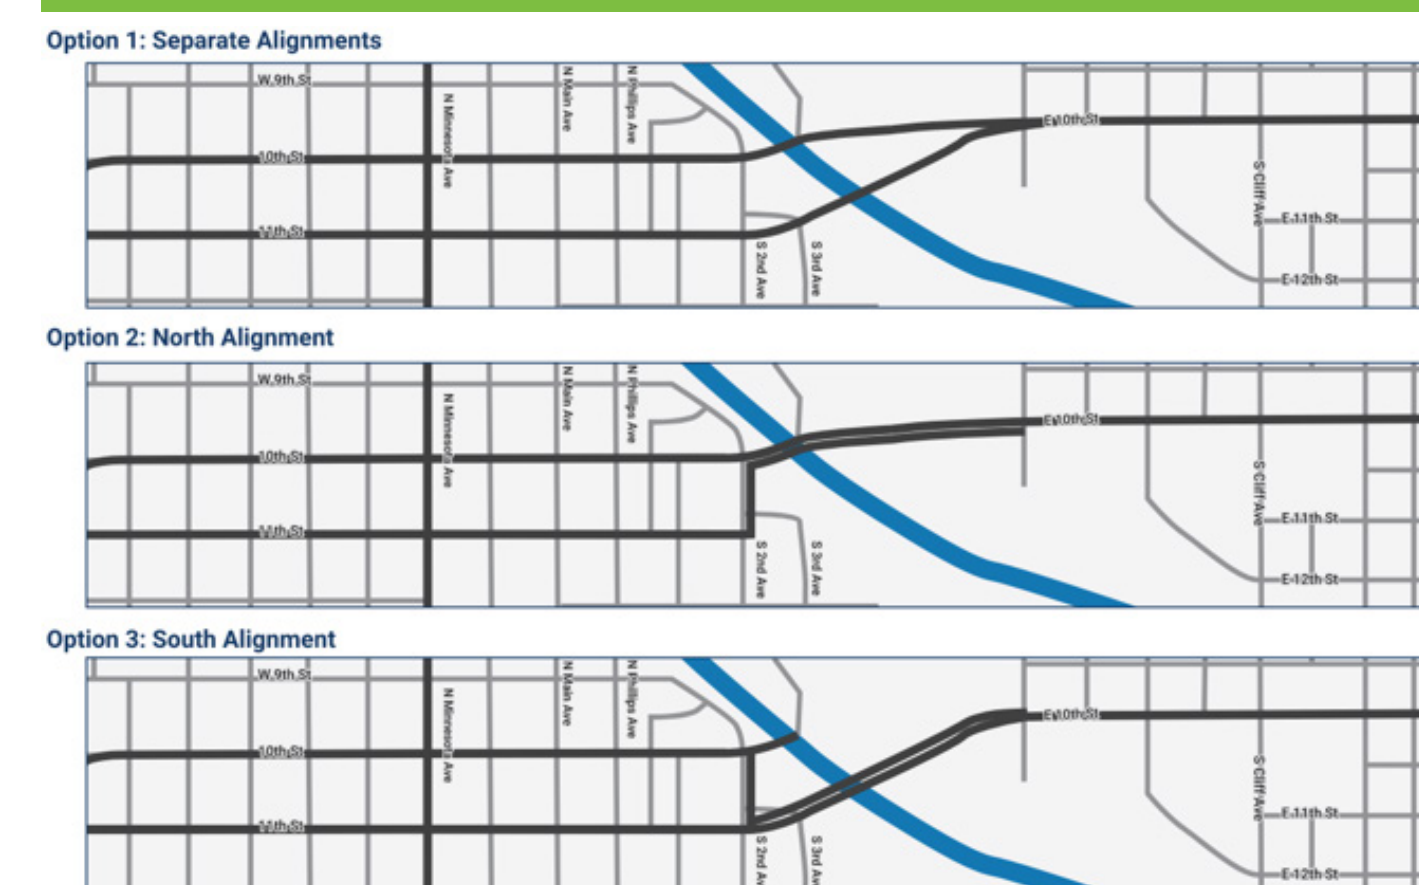 Option 1: Separate Alignments
W 9th St
N Main Ave
N Phillips Ave
N Minnesota Ave
E 10th St
10th St
S Cliff Ave
11th St
E 11th St
S 2nd Ave
S 3rd Ave
E 12th St
Option 2: North Alignment
W 9th St
N Main Ave
N Phillips Ave
N Minnesota Ave
E 10th St
10th St
S Cliff Ave
11th St
E 11th St
S 2nd Ave
S 3rd Ave
E 12th St
Option 3: South Alignment
W 9th St
N Main Ave
N Phillips Ave
N Minnesota Ave
E 10th St
10th St
S Cliff Ave
11th St
E 11th St
S 2nd Av
S 3rd Av
E 12th St